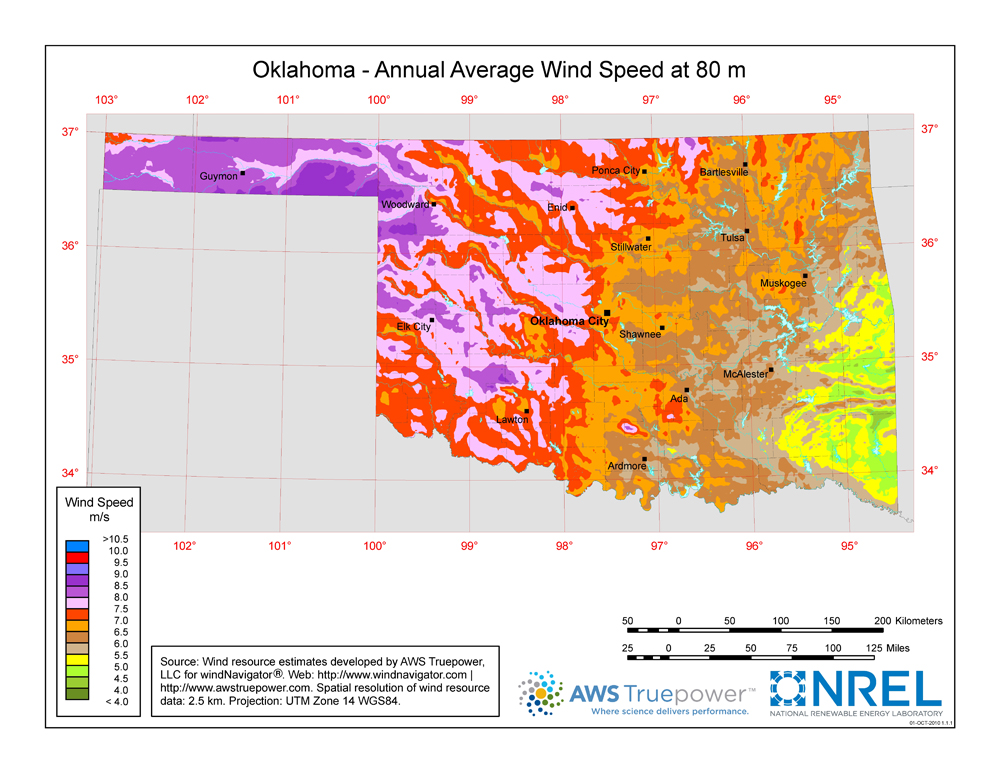 Oklahoma - Annual Average Wind Speed at 80 m
103° 102° 101° 100° 99° 98° 97° 96° 95°
37° 37°
Ponca City Bartlesville
Guymon
Woodward Enid
36° 36°
Stillwater Tulsa
Muskogee
Oklahoma City
Elk City Shawnee
35° 35°
McAlester
Ada
Lawton
Ardmore
34° 34°
102° 101° 100° 99° 98° 97° 96° 95°
Wind Speed
m/s
>10.5
10.0
9.5
9.0
8.5
8.0
7.5
7.0
6.5
6.0
5.5
5.0
4.5
4.0
< 4.0
Source: Wind resource estimates developed by AWS Truepower,
LLC for windNavigator®. Web: http://www.windnavigator.com |
http://www.awstruepower.com. Spatial resolution of wind resource
data: 2.5 km. Projection: UTM Zone 14 WGS84.
50 0 50 100 150 200 Kilometers
25 0 25 50 75 100 125 Miles
AWS Truepower™
Where science delivers performance.
NREL
NATIONAL RENEWABLE ENERGY LABORATORY
01-OCT-2010 1.1.1